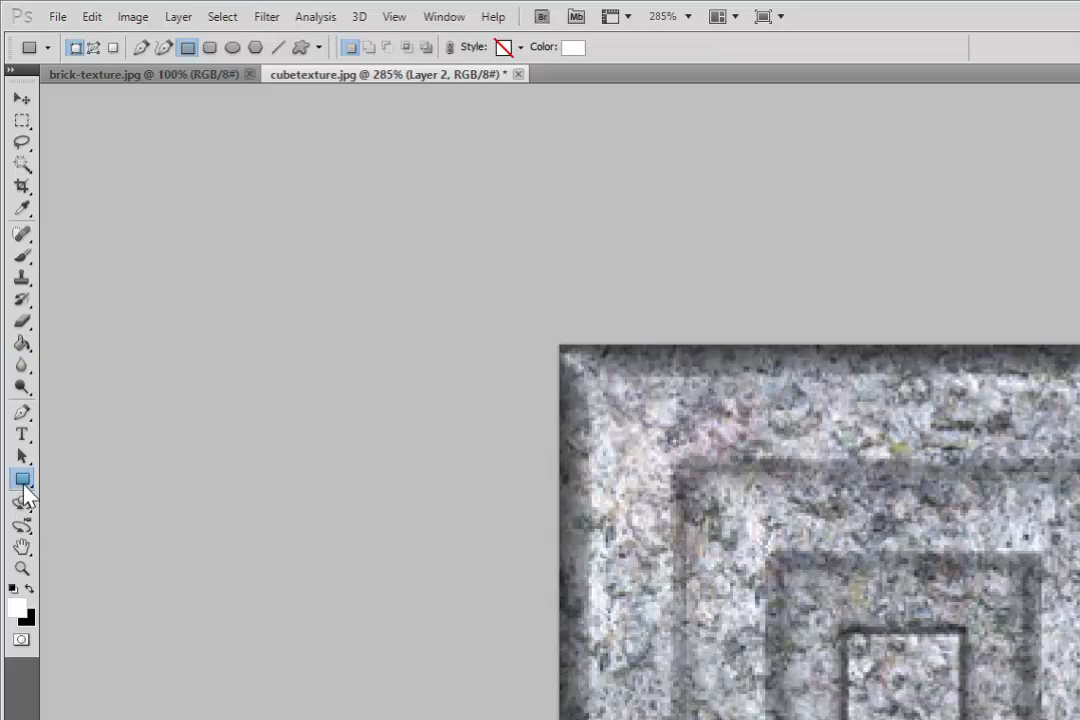 Ps File Edit Image Layer Select Filter Analysis 3D View Window Help Br Mb 285%
Style: Color:
brick-texture.jpg @ 100% (RGB/8#) cubetexture.jpg @ 285% (Layer 2, RGB/8#) *
T